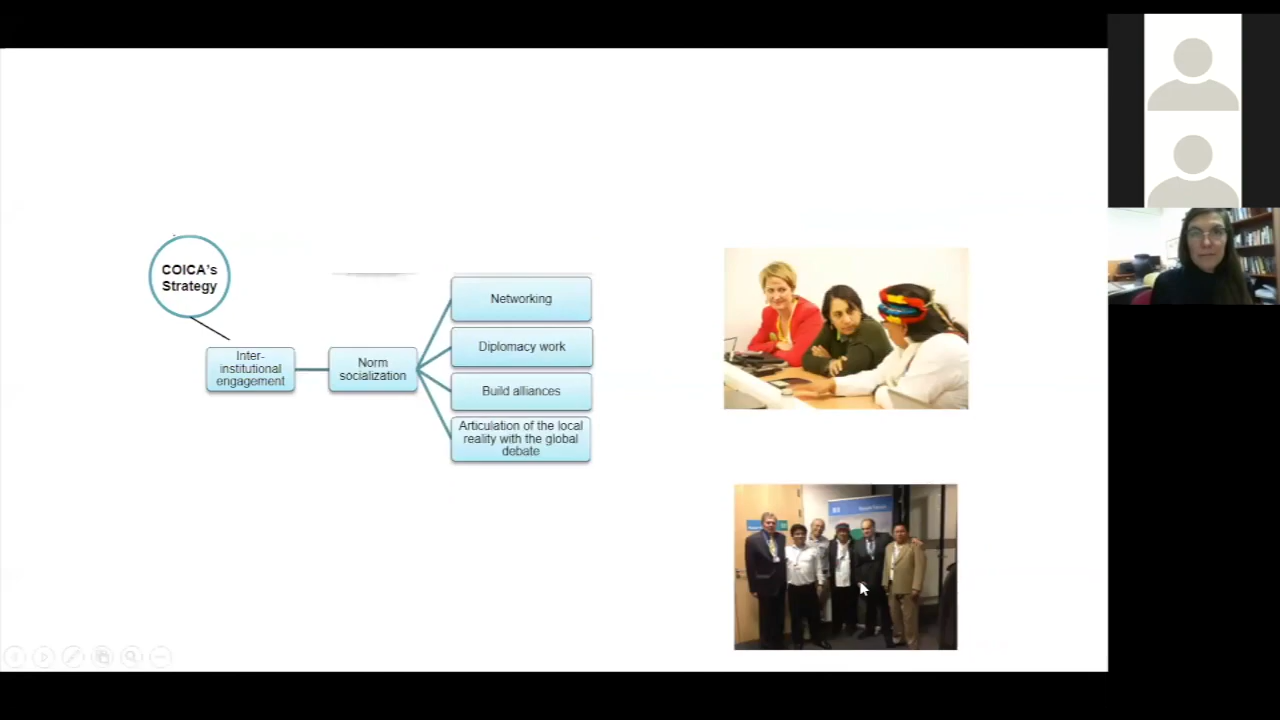 COICA's
Strategy
Inter-
institutional
engagement
Norm
socialization
Networking
Diplomacy work
Build alliances
Articulation of the local
reality with the global
debate